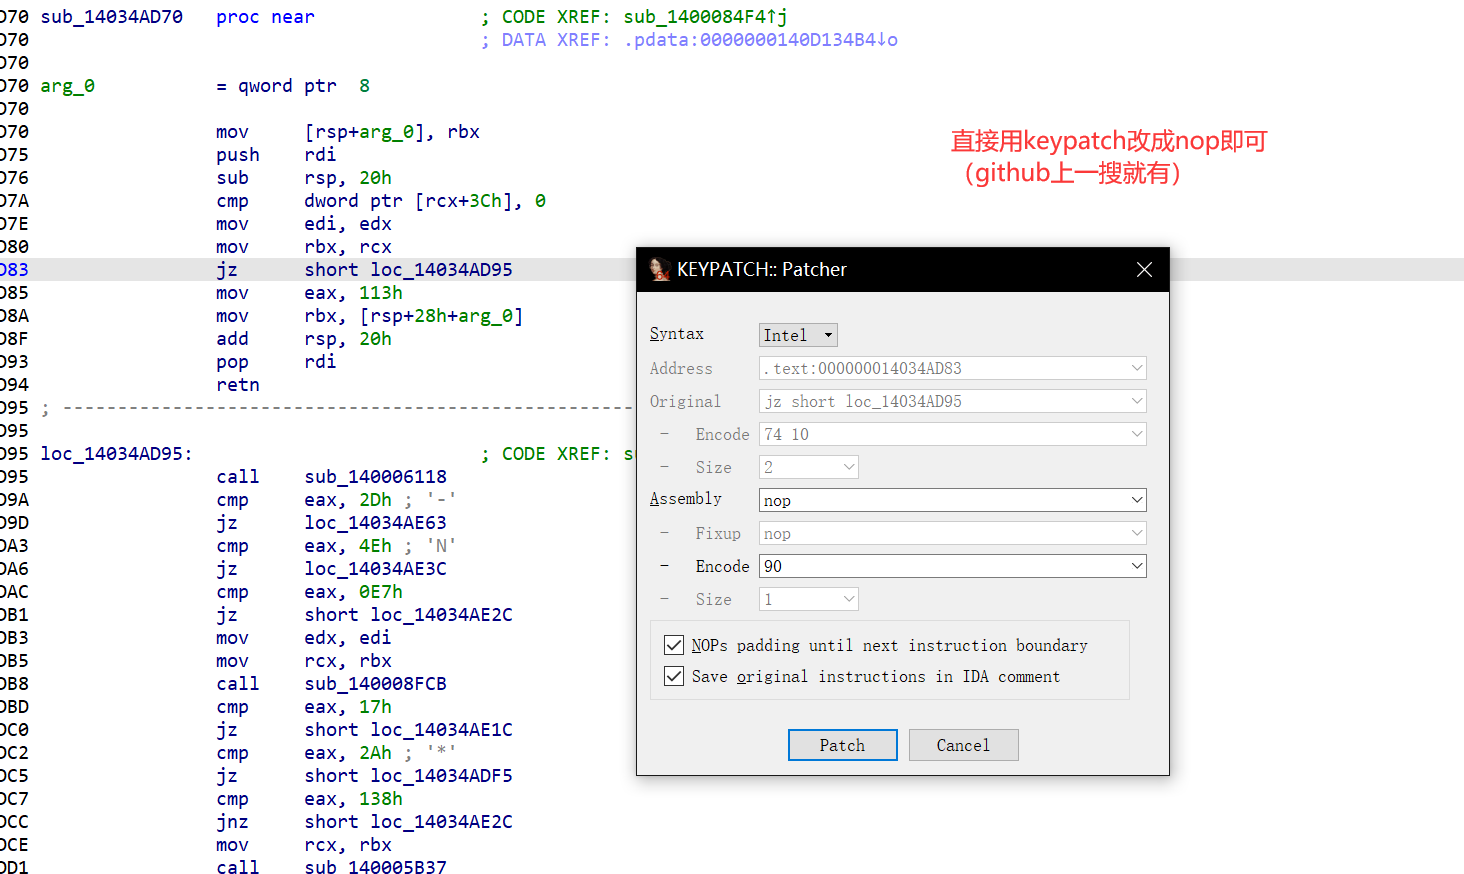 D70 sub_14034AD70 proc near ; CODE XREF: sub_1400084F4↑j
D70 ; DATA XREF: .pdata:0000000140D134B4↓o
D70
D70 arg_0 = qword ptr 8
D70
D70 mov [rsp+arg_0], rbx
D75 push rdi
D76 sub rsp, 20h
D7A cmp dword ptr [rcx+3Ch], 0
D7E mov edi, edx
D80 mov rbx, rcx
D83 jz short loc_14034AD95
D85 mov eax, 113h
D8A mov rbx, [rsp+28h+arg_0]
D8F add rsp, 20h
D93 pop rdi
D94 retn
D95 ; ----------------------------------------------------
D95
D95 loc_14034AD95: ; CODE XREF: s
D95 call sub_140006118
D9A cmp eax, 2Dh ; '-'
D9D jz loc_14034AE63
DA3 cmp eax, 4Eh ; 'N'
DA6 jz loc_14034AE3C
DAC cmp eax, 0E7h
DB1 jz short loc_14034AE2C
DB3 mov edx, edi
DB5 mov rcx, rbx
DB8 call sub_140008FCB
DBD cmp eax, 17h
DC0 jz short loc_14034AE1C
DC2 cmp eax, 2Ah ; '*'
DC5 jz short loc_14034ADF5
DC7 cmp eax, 138h
DCC jnz short loc_14034AE2C
DCE mov rcx, rbx
DD1 call sub_140005B37
直接用keypatch改成nop即可
（github上一搜就有）
KEYPATCH:: Patcher
Syntax Intel
Address .text:000000014034AD83
Original jz short loc_14034AD95
- Encode 74 10
- Size 2
Assembly nop
- Fixup nop
- Encode 90
- Size 1
NOPs padding until next instruction boundary
Save original instructions in IDA comment
Patch Cancel